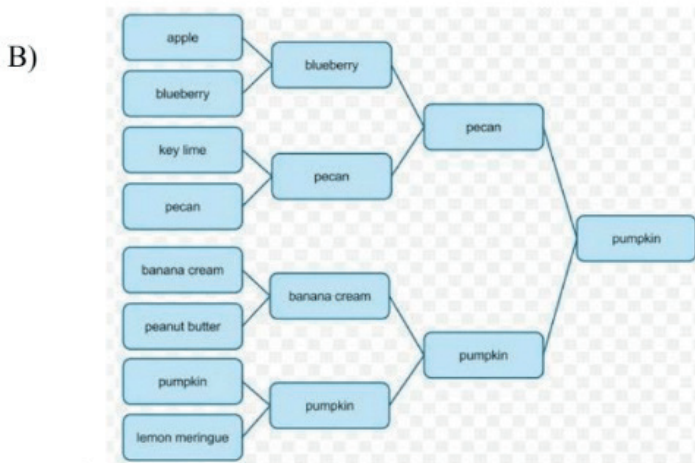 B)
apple
blueberry
key lime
pecan
banana cream
peanut butter
pumpkin
lemon meringue
blueberry
pecan
banana cream
pumpkin
pecan
pumpkin
pumpkin